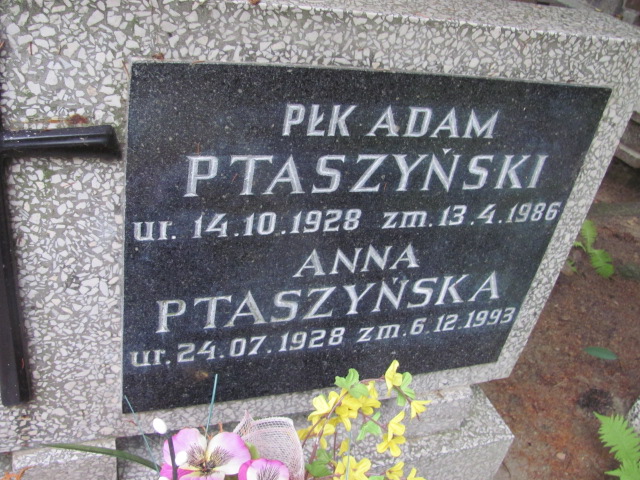 PŁK ADAM
PTASZYŃSKI
ur. 14.10.1928 zm. 13.4.1986
ANNA
PTASZYŃSKA
ur. 24.07.1928 zm. 6.12.1993